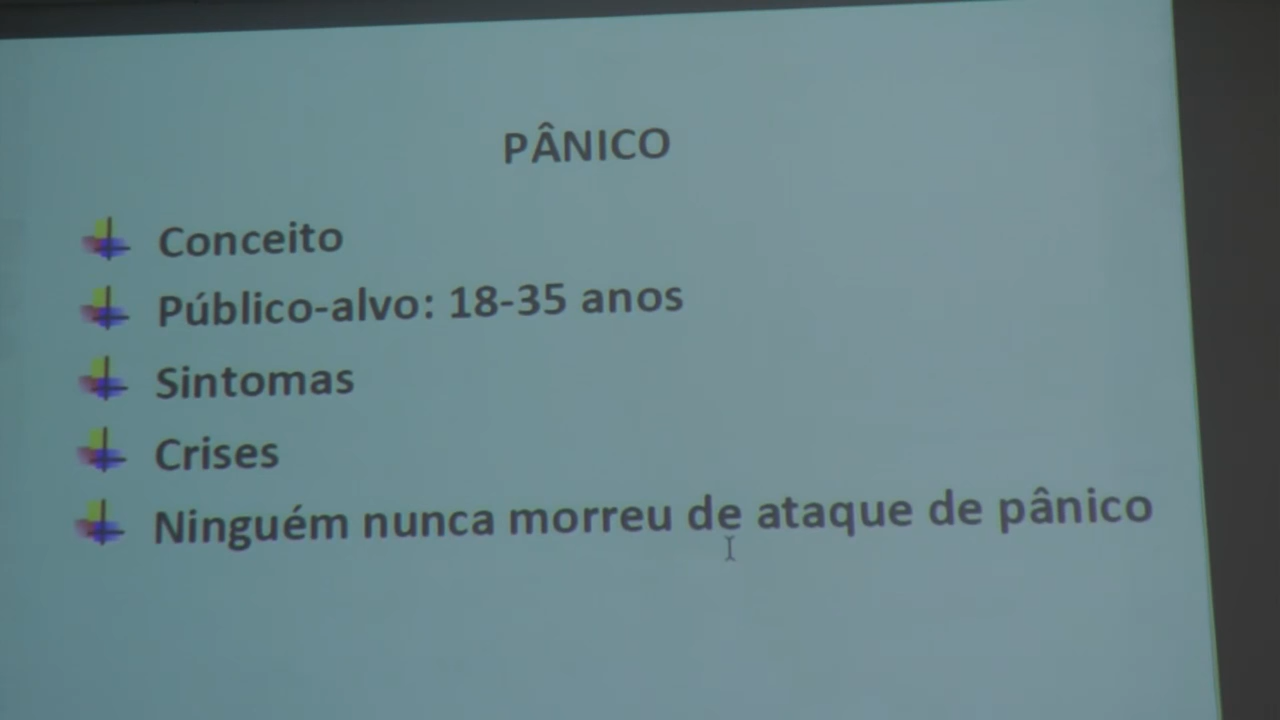 PÂNICO
Conceito
Público-alvo: 18-35 anos
Sintomas
Crises
Ninguém nunca morreu de ataque de pânico